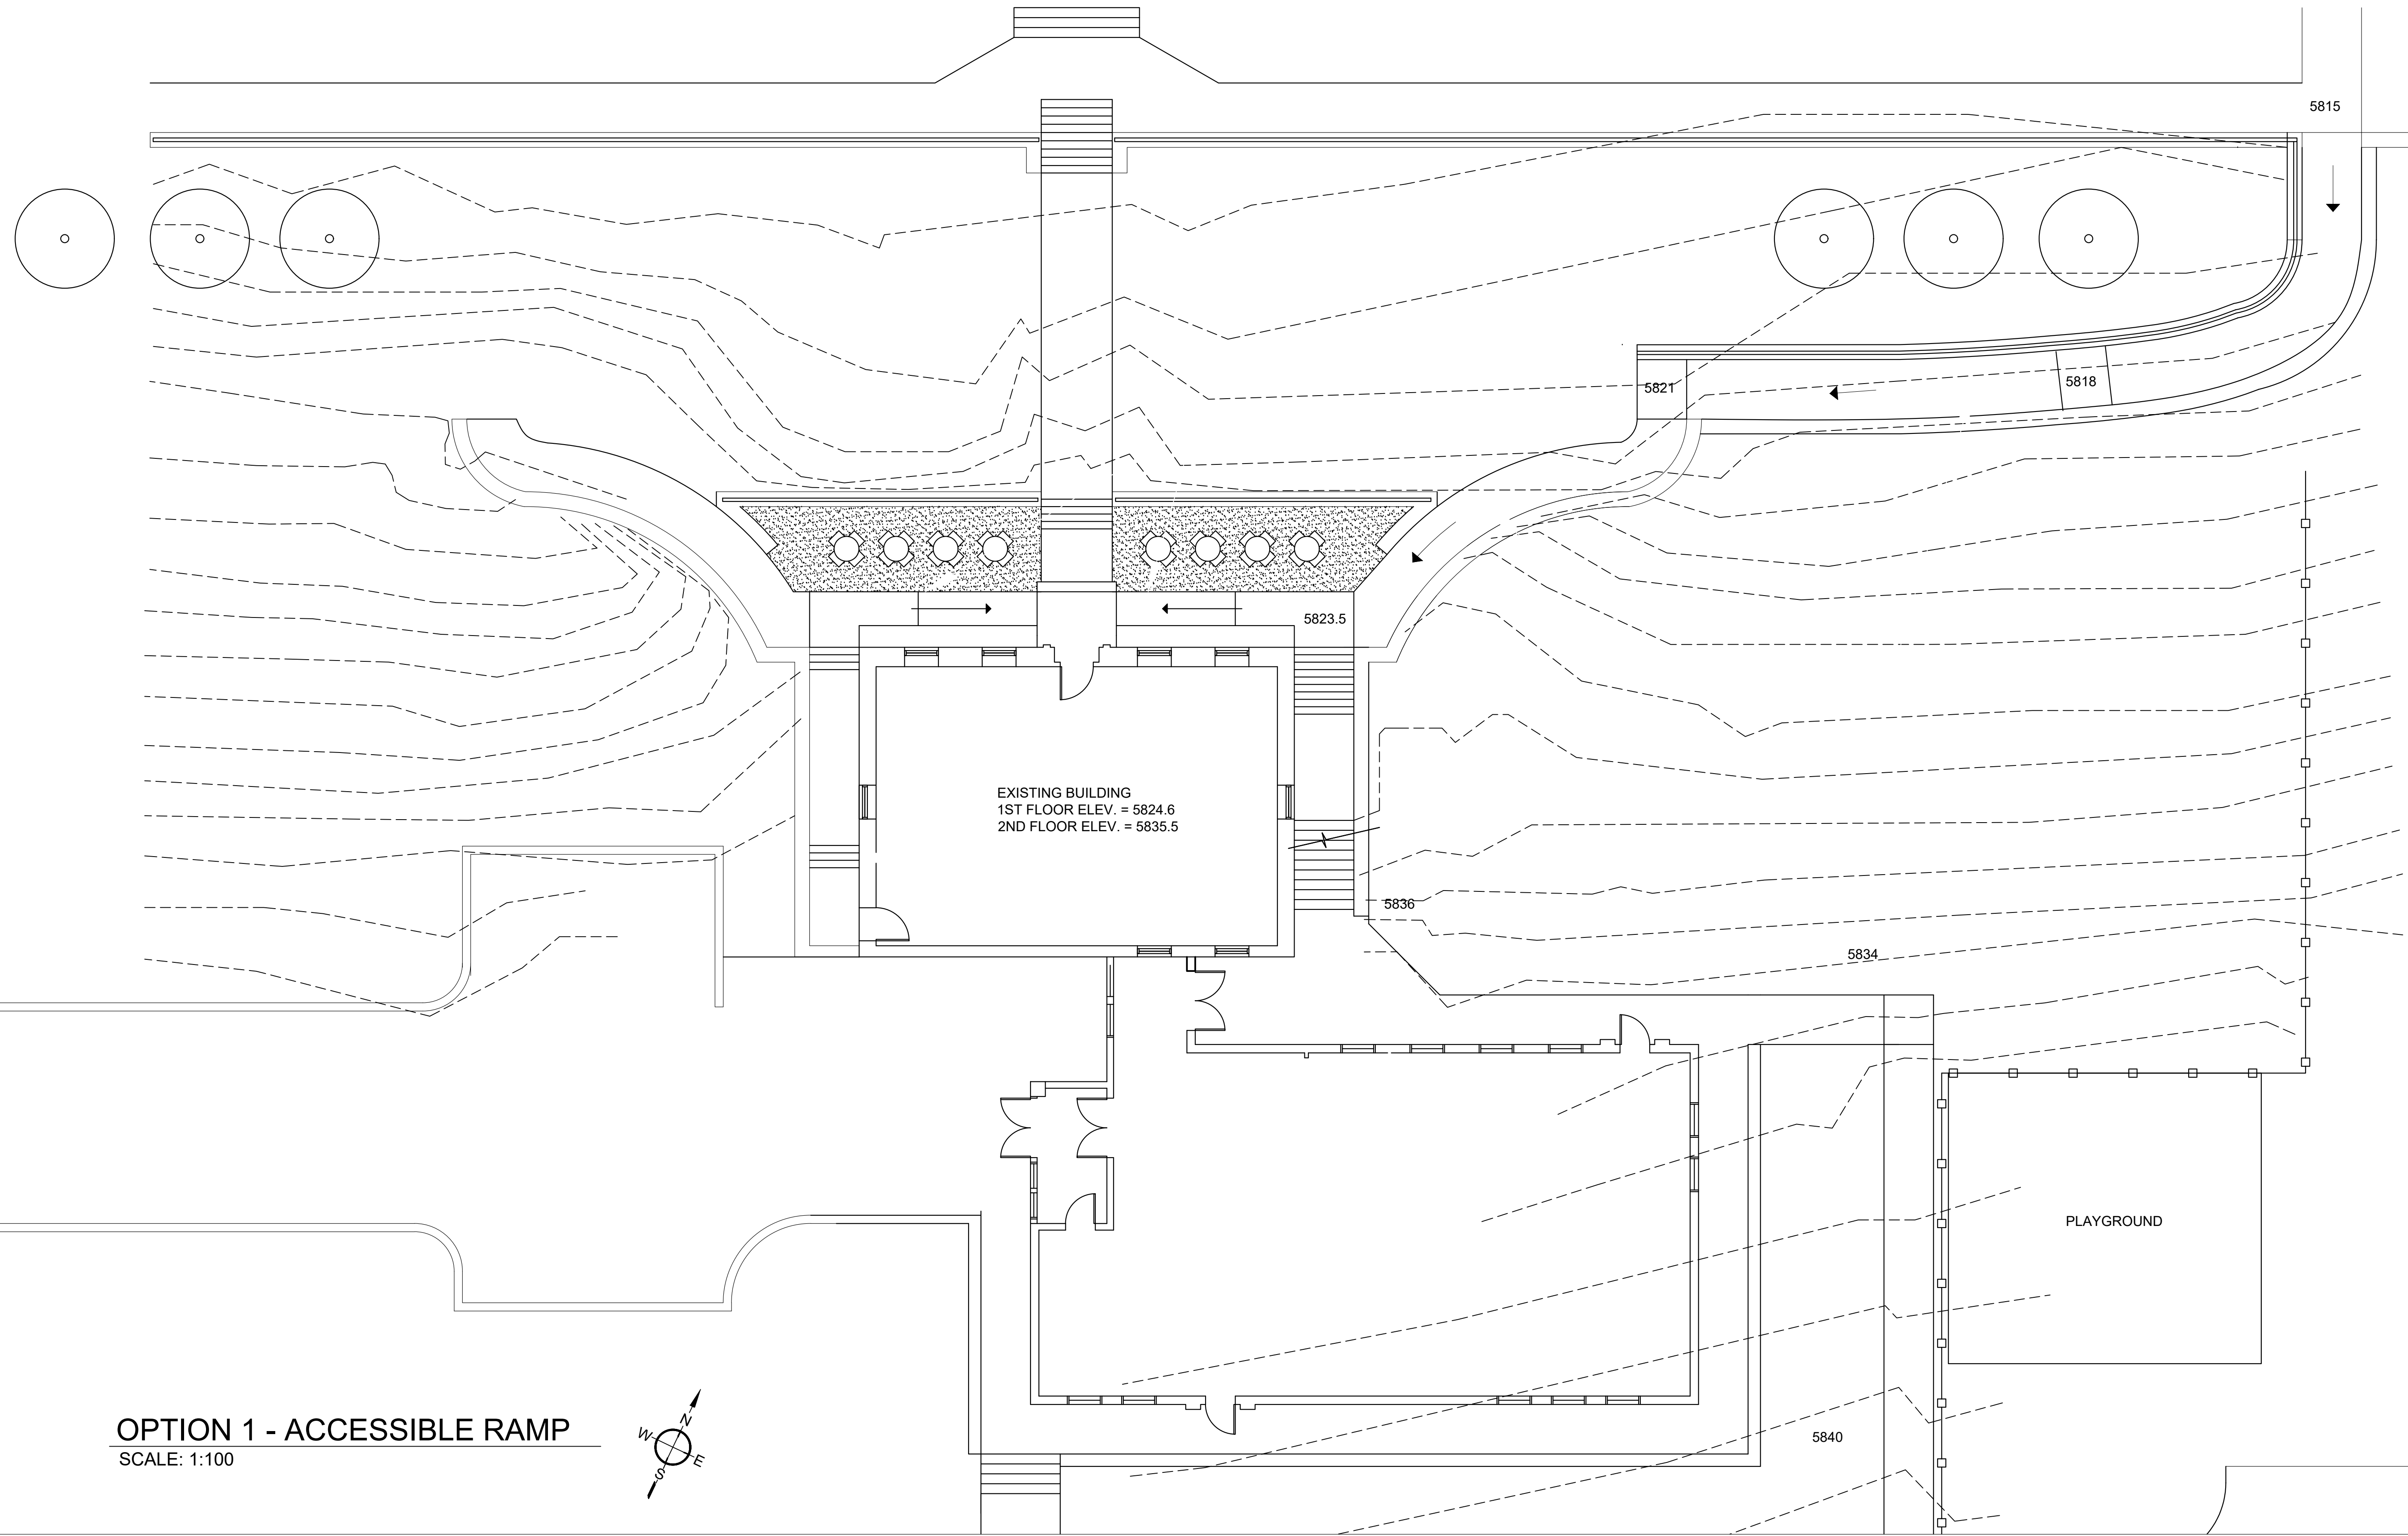 5815
5821
5818
5823.5
EXISTING BUILDING
1ST FLOOR ELEV. = 5824.6
2ND FLOOR ELEV. = 5835.5
5836
5834
PLAYGROUND
OPTION 1 - ACCESSIBLE RAMP
SCALE: 1:100
N
W
E
S
5840